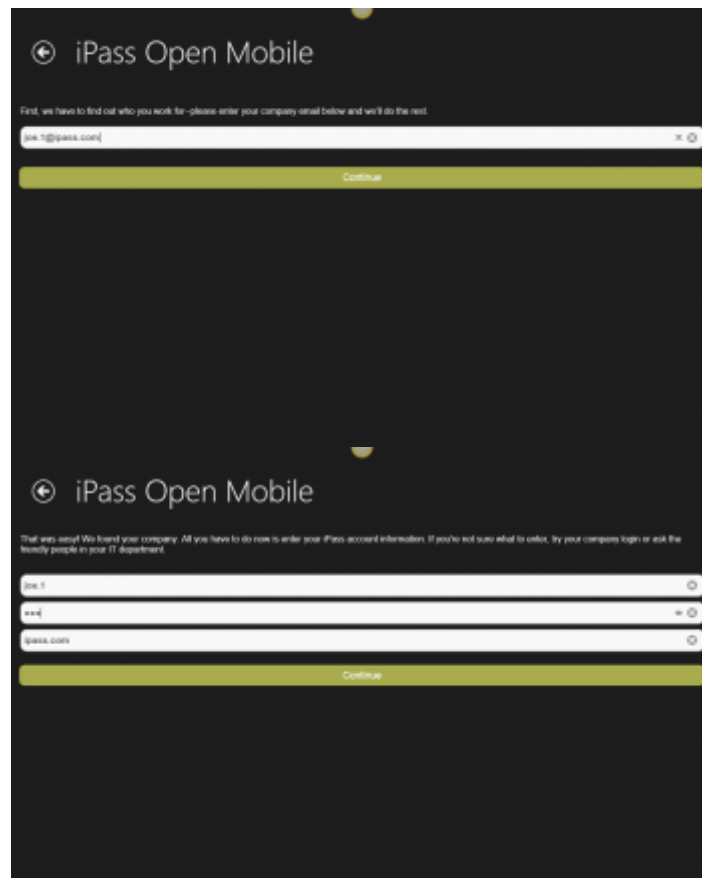 iPass Open Mobile
First, we have to find out who you work for--please enter your company email below and we'll do the rest.
joe.1@ipass.com
Continue
iPass Open Mobile
That was easy! We found your company. All you have to do now is enter your iPass account information. If you're not sure what to enter, try your company login or ask the
friendly people in your IT department.
joe.1
•••
ipass.com
Continue